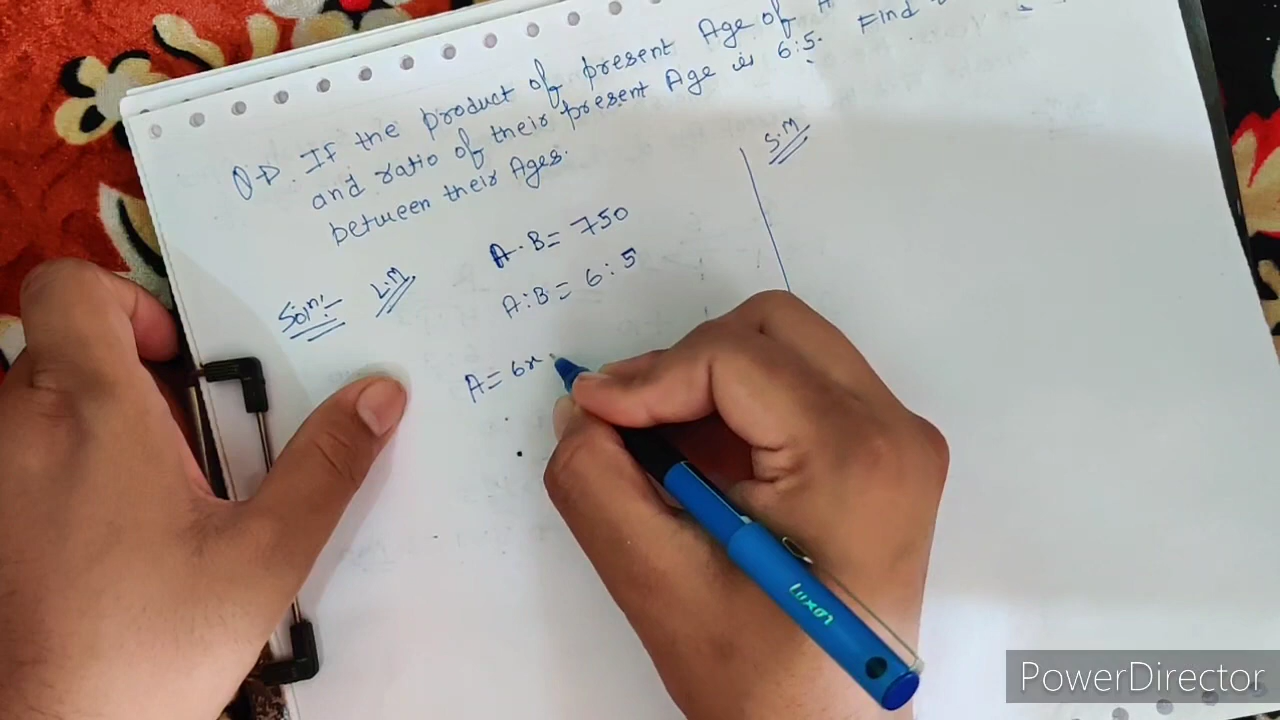 Q.1). If the product of present Age of A
and ratio of their present Age is 6:5. Find
between their Ages.
Soln:- L.M
A·B = 750
A:B = 6:5
A = 6x
S.M
Luxor
PowerDirector